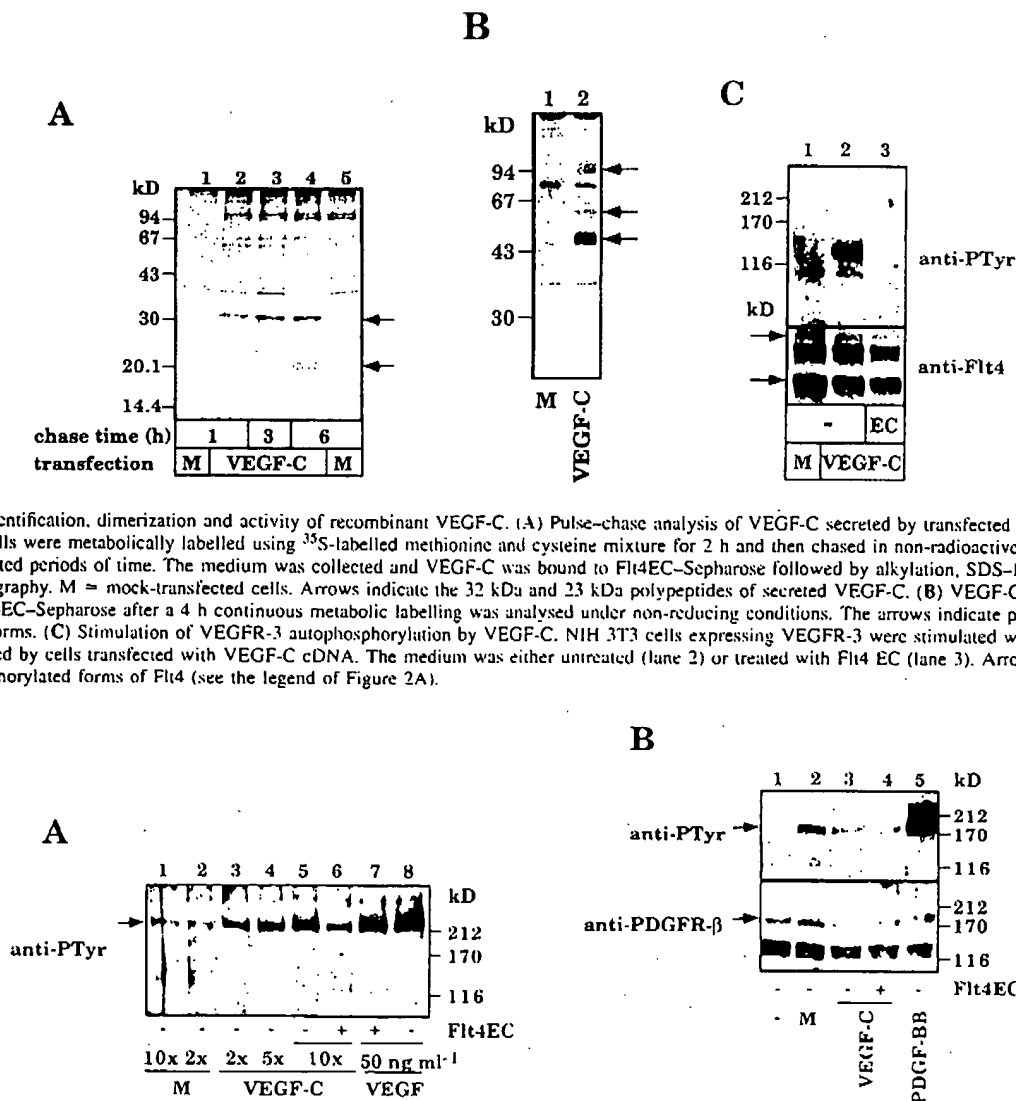 B
A
C
1 2
kD
94
67
43
30
M
VEGF-C
1 2 3 4 5
kD
94
67
43
30
20.1
14.4
chase time (h) 1 3 6
transfection M VEGF-C M
1 2 3
212
170
116
kD
anti-PTyr
anti-Flt4
- EC
M VEGF-C
entification, dimerization and activity of recombinant VEGF-C. (A) Pulse–chase analysis of VEGF-C secreted by transfected
lls were metabolically labelled using ³⁵S-labelled methionine and cysteine mixture for 2 h and then chased in non-radioactive
ted periods of time. The medium was collected and VEGF-C was bound to Flt4EC–Sepharose followed by alkylation, SDS–
graphy. M = mock-transfected cells. Arrows indicate the 32 kDa and 23 kDa polypeptides of secreted VEGF-C. (B) VEGF-C
EC–Sepharose after a 4 h continuous metabolic labelling was analysed under non-reducing conditions. The arrows indicate p
orms. (C) Stimulation of VEGFR-3 autophosphorylation by VEGF-C. NIH 3T3 cells expressing VEGFR-3 were stimulated w
ed by cells transfected with VEGF-C cDNA. The medium was either untreated (lane 2) or treated with Flt4 EC (lane 3). Arro
horylated forms of Flt4 (see the legend of Figure 2A).
A
1 2 3 4 5 6 7 8
kD
anti-PTyr
212
170
116
- - - - - + + - Flt4EC
10x 2x 2x 5x 10x 50 ng ml⁻¹
M VEGF-C VEGF
B
1 2 3 4 5 kD
anti-PTyr
212
170
116
anti-PDGFR-β
212
170
116
- - - + - Flt4EC
- M VEGF-C PDGF-BB